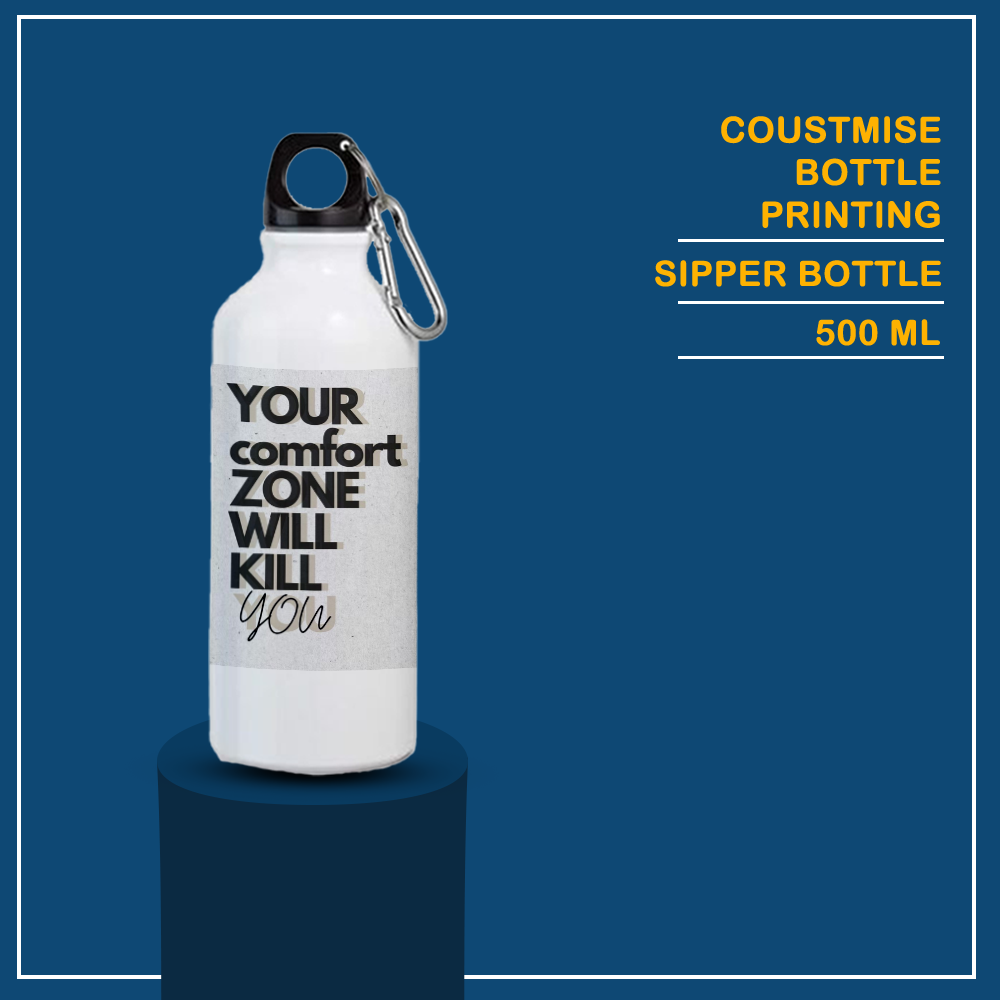 COUSTMISE
BOTTLE
PRINTING
SIPPER BOTTLE
500 ML
YOUR
comfort
ZONE
WILL
KILL
you